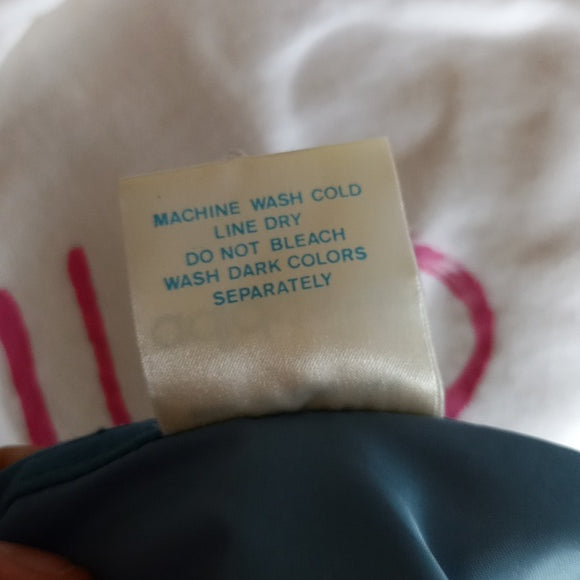 MACHINE WASH COLD
LINE DRY
DO NOT BLEACH
WASH DARK COLORS
SEPARATELY